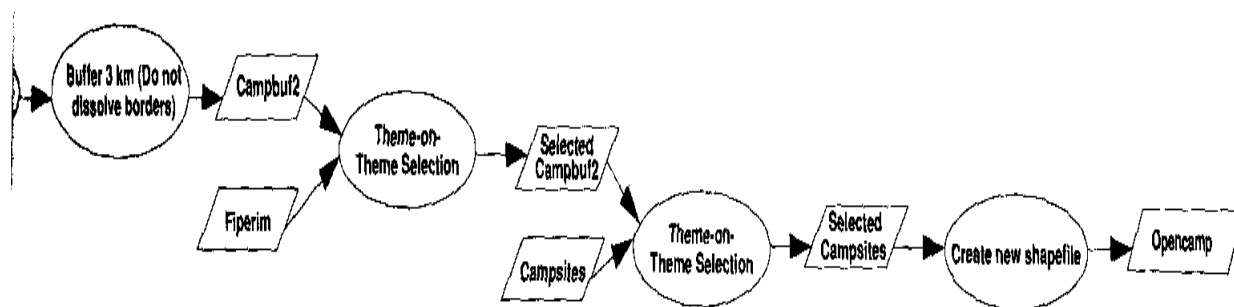 Buffer 3 km (Do not
dissolve borders)
Campbuf2
Fiperim
Theme-on-
Theme Selection
Selected
Campbuf2
Campsites
Theme-on-
Theme Selection
Selected
Campsites
Create new shapefile
Opencamp